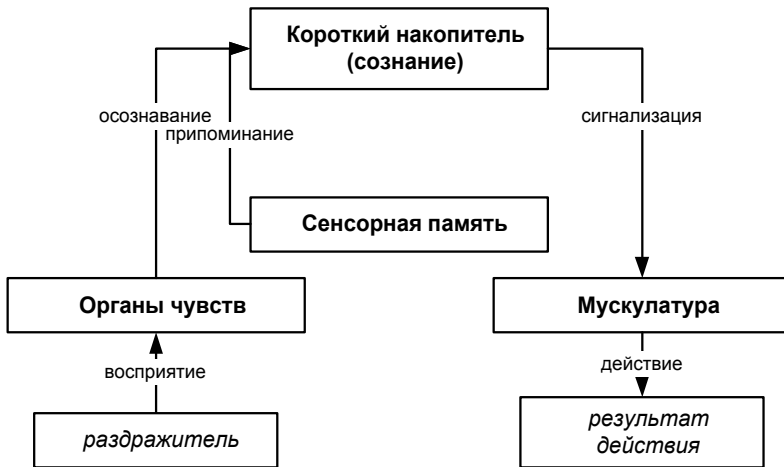 Короткий накопитель
(сознание)
осознавание
сигнализация
припоминание
Сенсорная память
Органы чувств
Мускулатура
восприятие
действие
раздражитель
результат
действия